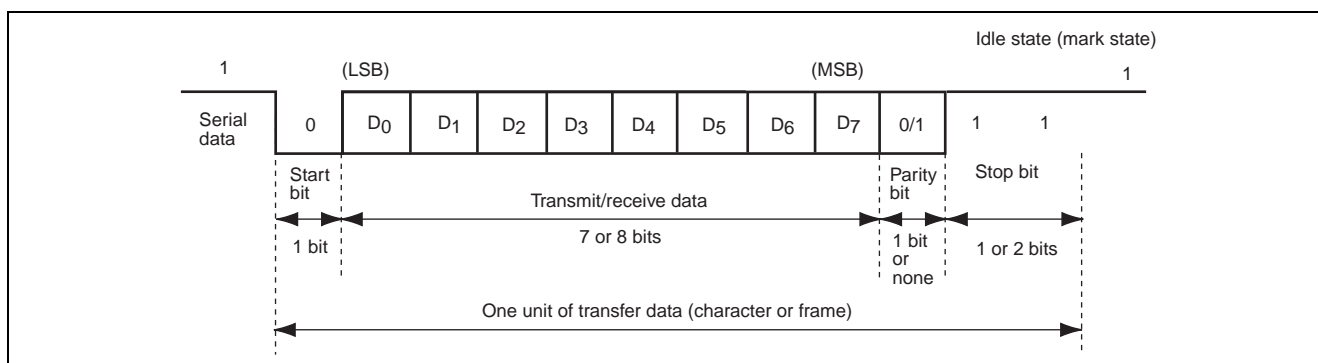 Idle state (mark state)
1 (LSB) (MSB) 1
Serial data
0 D0 D1 D2 D3 D4 D5 D6 D7 0/1 1 1
Start bit
Parity bit
Stop bit
Transmit/receive data
1 bit
7 or 8 bits
1 bit or none
1 or 2 bits
One unit of transfer data (character or frame)